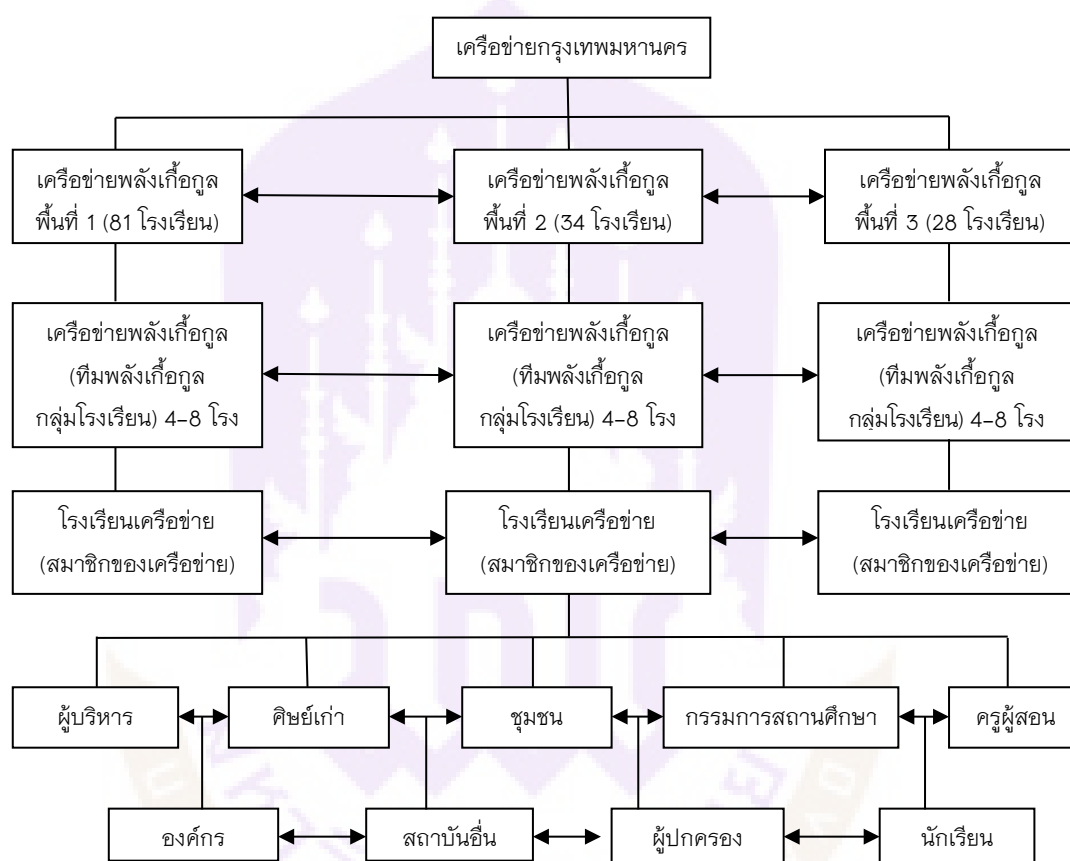 เครือข่ายกรุงเทพมหานคร
เครือข่ายพลังเกื้อกูล
พื้นที่ 1 (81 โรงเรียน)
เครือข่ายพลังเกื้อกูล
พื้นที่ 2 (34 โรงเรียน)
เครือข่ายพลังเกื้อกูล
พื้นที่ 3 (28 โรงเรียน)
เครือข่ายพลังเกื้อกูล
(ทีมพลังเกื้อกูล
กลุ่มโรงเรียน) 4-8 โรง
เครือข่ายพลังเกื้อกูล
(ทีมพลังเกื้อกูล
กลุ่มโรงเรียน) 4-8 โรง
เครือข่ายพลังเกื้อกูล
(ทีมพลังเกื้อกูล
กลุ่มโรงเรียน) 4-8 โรง
โรงเรียนเครือข่าย
(สมาชิกของเครือข่าย)
โรงเรียนเครือข่าย
(สมาชิกของเครือข่าย)
โรงเรียนเครือข่าย
(สมาชิกของเครือข่าย)
ผู้บริหาร
ศิษย์เก่า
ชุมชน
กรรมการสถานศึกษา
ครูผู้สอน
องค์กร
สถาบันอื่น
ผู้ปกครอง
นักเรียน